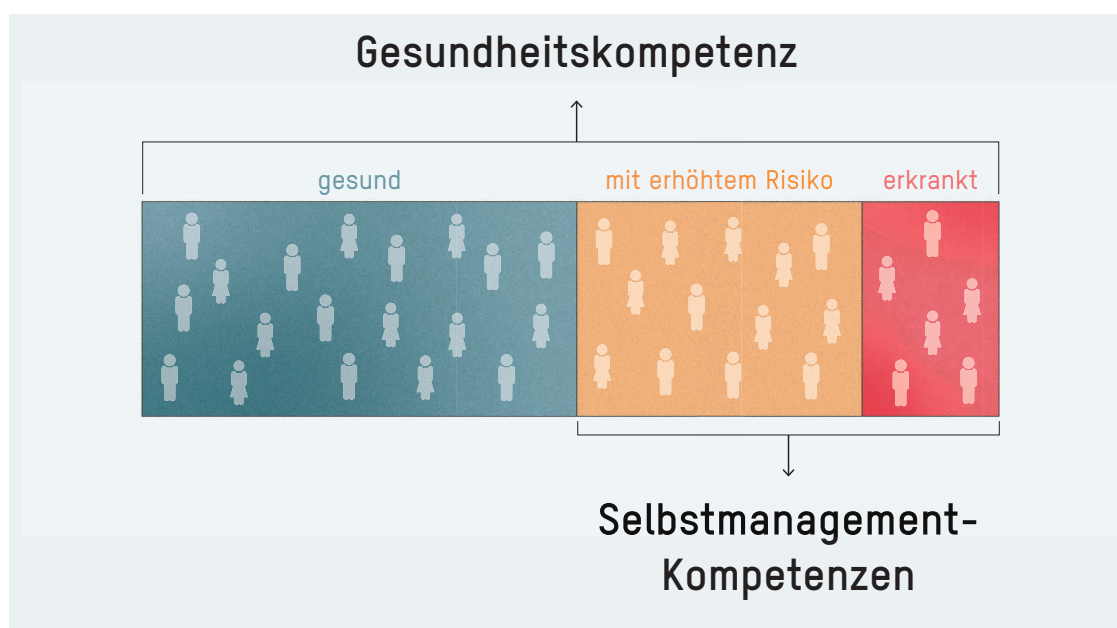 Gesundheitskompetenz
gesund
mit erhöhtem Risiko
erkrankt
Selbstmanagement-
Kompetenzen